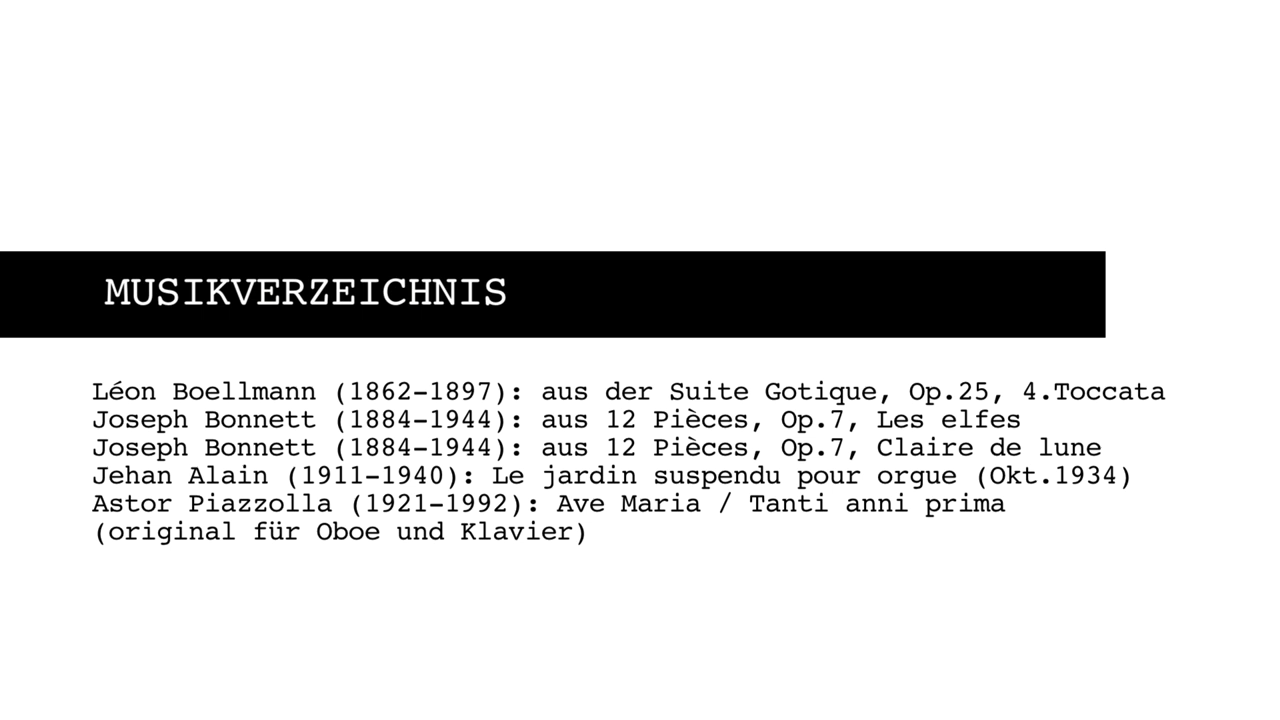 MUSIKVERZEICHNIS
Léon Boellmann (1862-1897): aus der Suite Gotique, Op.25, 4.Toccata
Joseph Bonnett (1884-1944): aus 12 Pièces, Op.7, Les elfes
Joseph Bonnett (1884-1944): aus 12 Pièces, Op.7, Claire de lune
Jehan Alain (1911-1940): Le jardin suspendu pour orgue (Okt.1934)
Astor Piazzolla (1921-1992): Ave Maria / Tanti anni prima
(original für Oboe und Klavier)